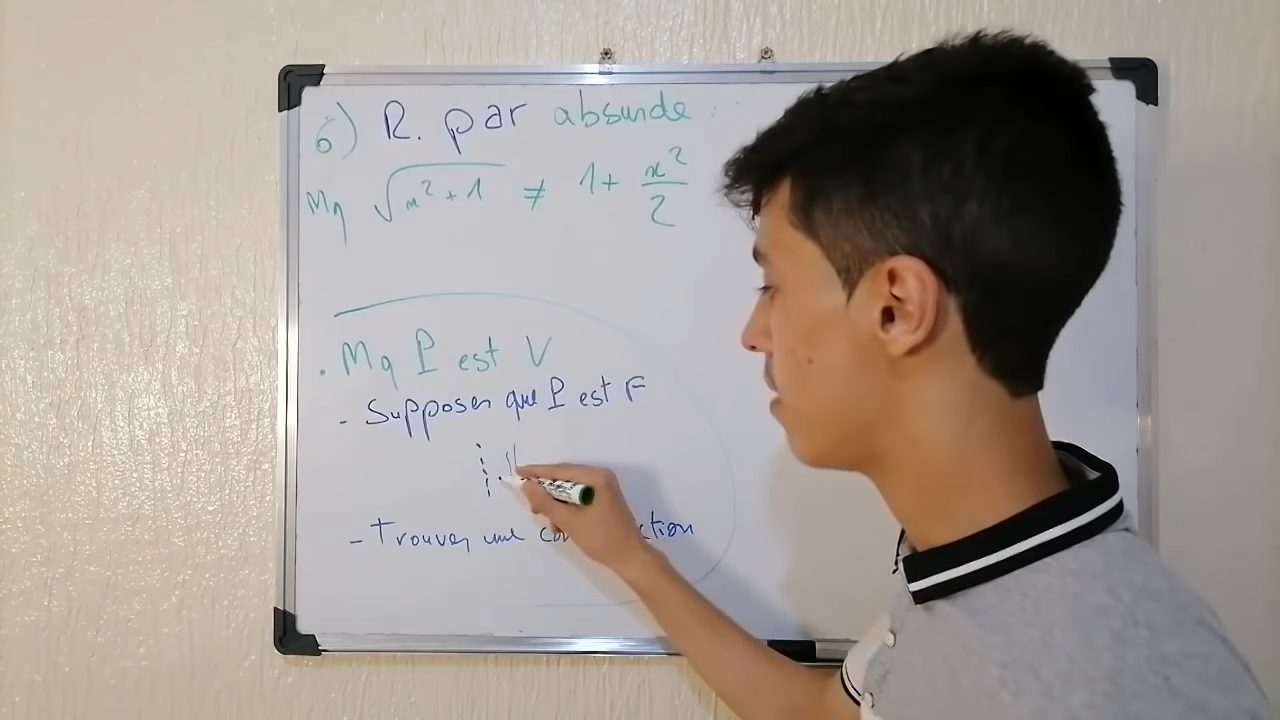 6) R. par absurde :
Mq √x²+1 ≠ 1+ x²/2
. Mq P est V
- Supposer que P est F
- Trouver une